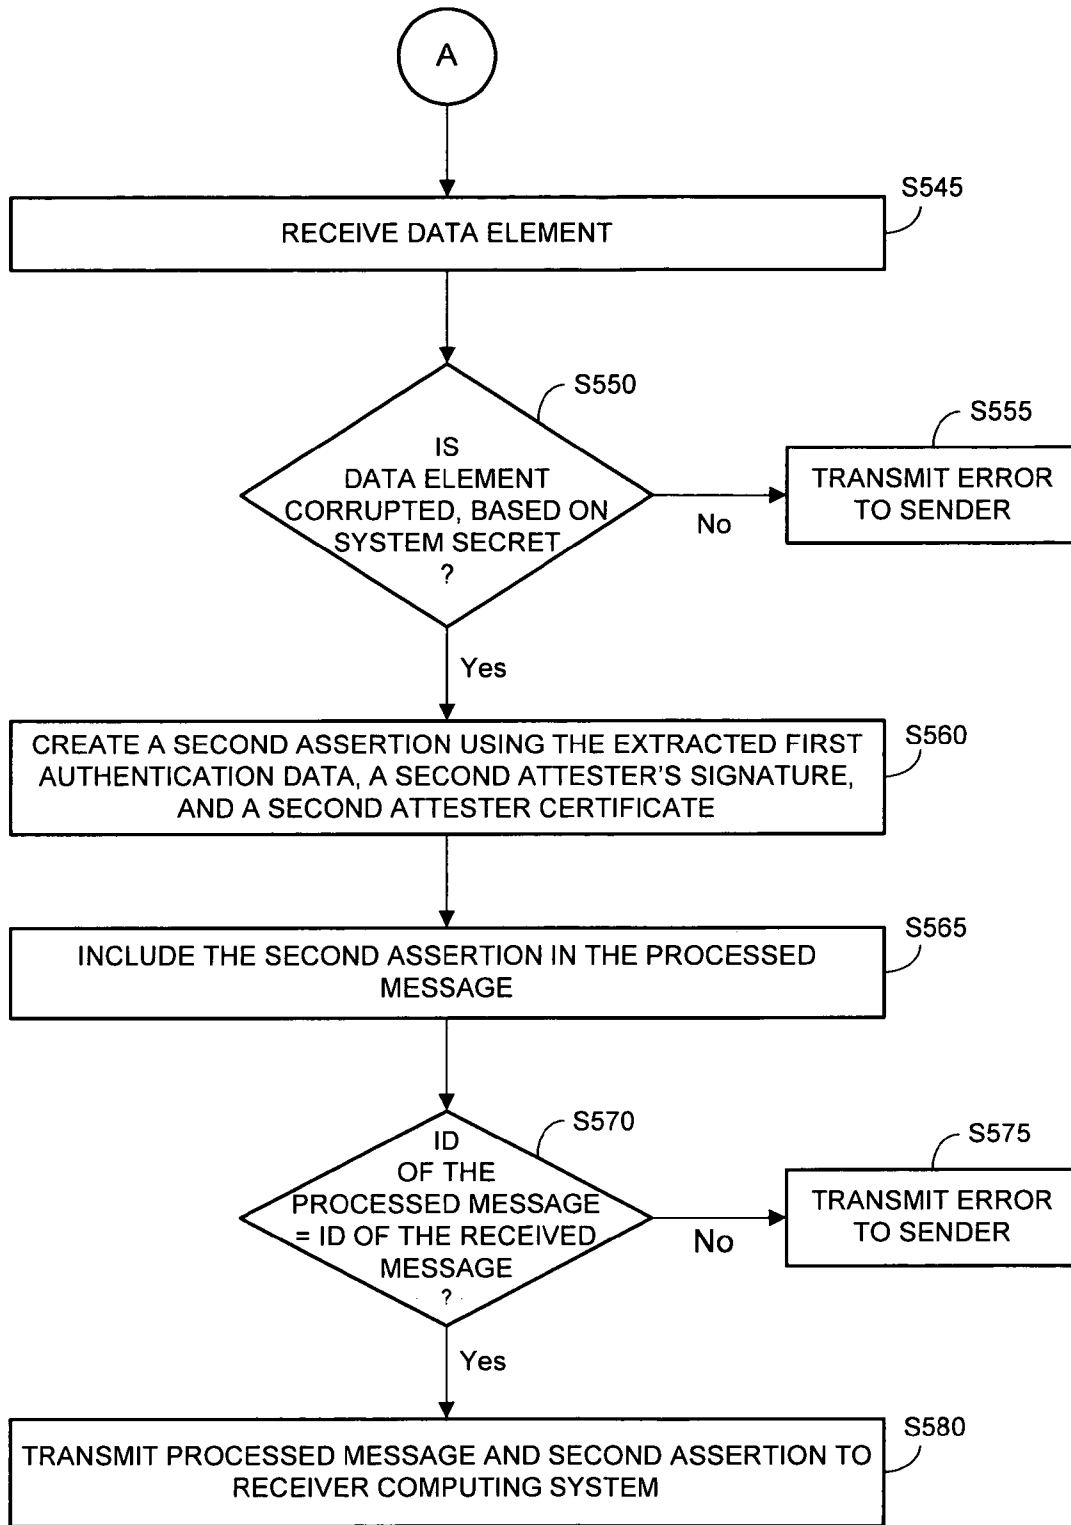 A
S545
RECEIVE DATA ELEMENT
S550
IS
DATA ELEMENT
CORRUPTED, BASED ON
SYSTEM SECRET
?
S555
TRANSMIT ERROR
TO SENDER
No
Yes
S560
CREATE A SECOND ASSERTION USING THE EXTRACTED FIRST
AUTHENTICATION DATA, A SECOND ATTESTER'S SIGNATURE,
AND A SECOND ATTESTER CERTIFICATE
S565
INCLUDE THE SECOND ASSERTION IN THE PROCESSED
MESSAGE
S570
ID
OF THE
PROCESSED MESSAGE
= ID OF THE RECEIVED
MESSAGE
?
S575
TRANSMIT ERROR
TO SENDER
No
Yes
S580
TRANSMIT PROCESSED MESSAGE AND SECOND ASSERTION TO
RECEIVER COMPUTING SYSTEM